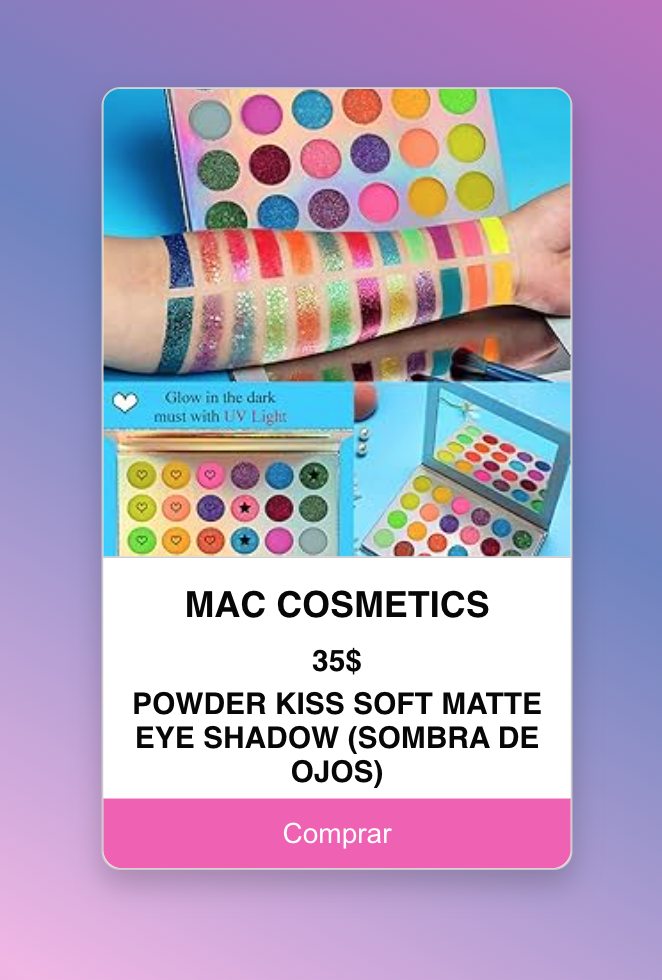 Glow in the dark
must with UV Light
MAC COSMETICS
35$
POWDER KISS SOFT MATTE
EYE SHADOW (SOMBRA DE
OJOS)
Comprar